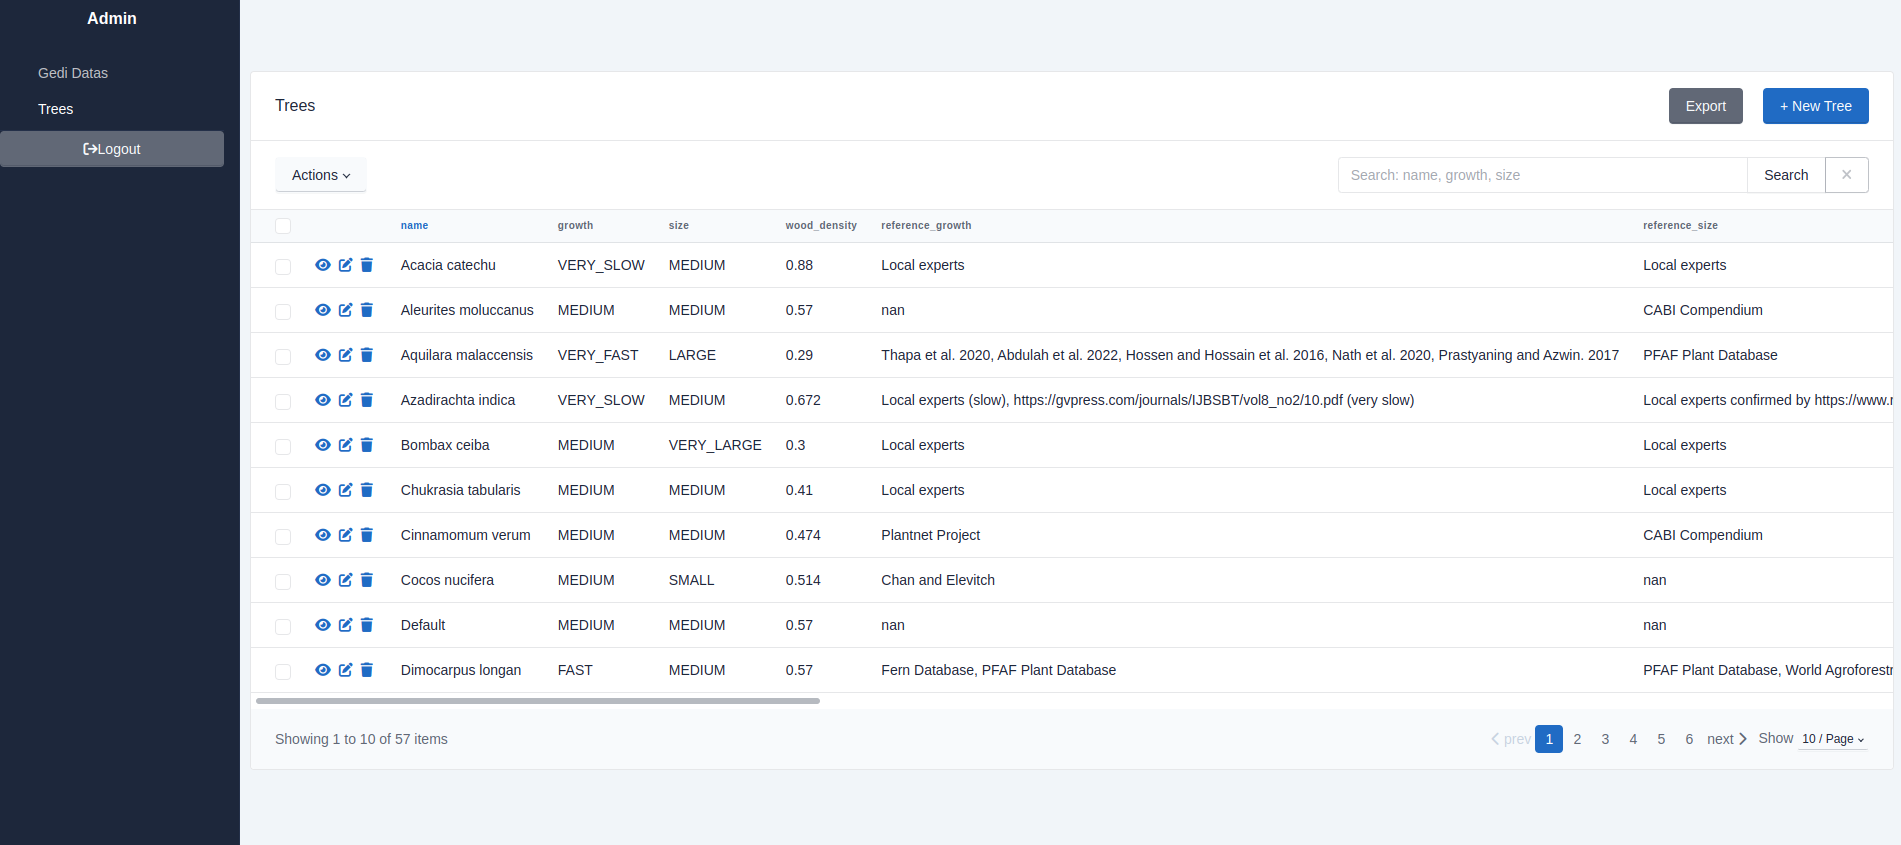 Admin
Gedi Datas
Trees
Logout
Trees
Export
+ New Tree
Actions
Search: name, growth, size
Search
name growth size wood_density reference_growth reference_size
Acacia catechu VERY_SLOW MEDIUM 0.88 Local experts Local experts
Aleurites moluccanus MEDIUM MEDIUM 0.57 nan CABI Compendium
Aquilara malaccensis VERY_FAST LARGE 0.29 Thapa et al. 2020, Abdulah et al. 2022, Hossen and Hossain et al. 2016, Nath et al. 2020, Prastyaning and Azwin. 2017 PFAF Plant Database
Azadirachta indica VERY_SLOW MEDIUM 0.672 Local experts (slow), https://gvpress.com/journals/IJBSBT/vol8_no2/10.pdf (very slow) Local experts confirmed by https://www.
Bombax ceiba MEDIUM VERY_LARGE 0.3 Local experts Local experts
Chukrasia tabularis MEDIUM MEDIUM 0.41 Local experts Local experts
Cinnamomum verum MEDIUM MEDIUM 0.474 Plantnet Project CABI Compendium
Cocos nucifera MEDIUM SMALL 0.514 Chan and Elevitch nan
Default MEDIUM MEDIUM 0.57 nan nan
Dimocarpus longan FAST MEDIUM 0.57 Fern Database, PFAF Plant Database PFAF Plant Database, World Agroforest
Showing 1 to 10 of 57 items
prev 1 2 3 4 5 6 next Show 10 / Page